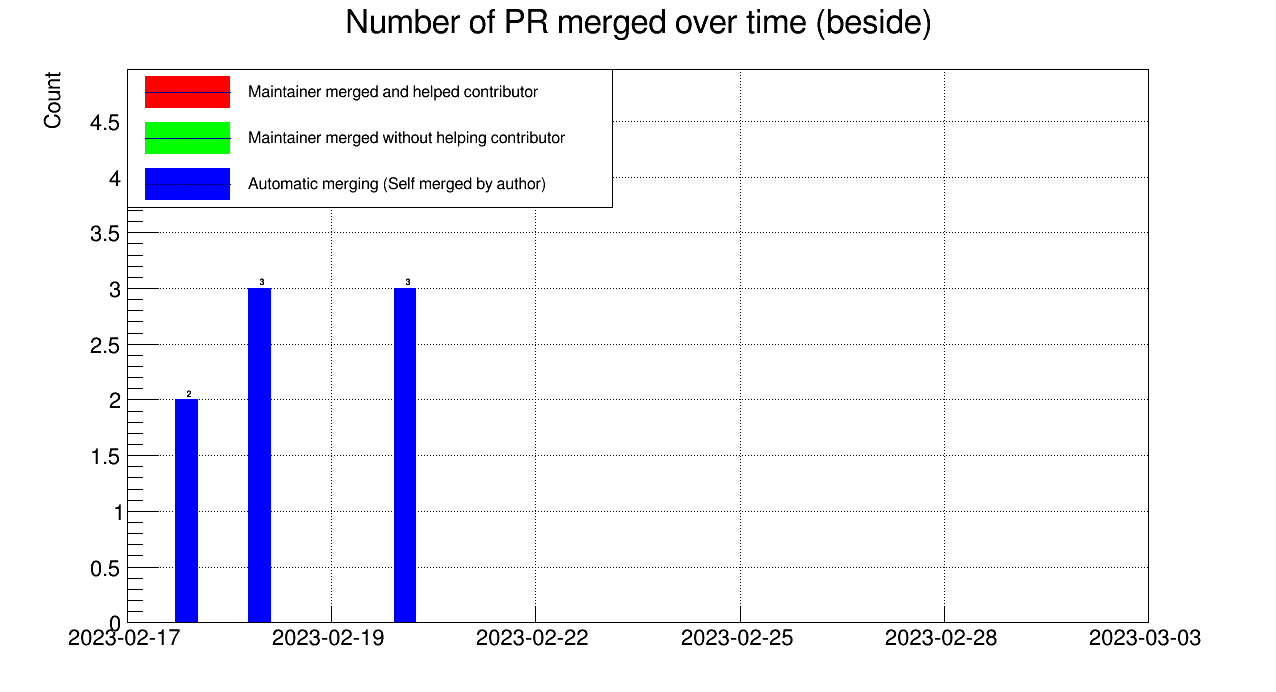 Number of PR merged over time (beside)
Count
Maintainer merged and helped contributor
Maintainer merged without helping contributor
Automatic merging (Self merged by author)
4.5
4
3.5
3
2.5
2
1.5
1
0.5
0
3
3
2
2023-02-17 2023-02-19 2023-02-22 2023-02-25 2023-02-28 2023-03-03